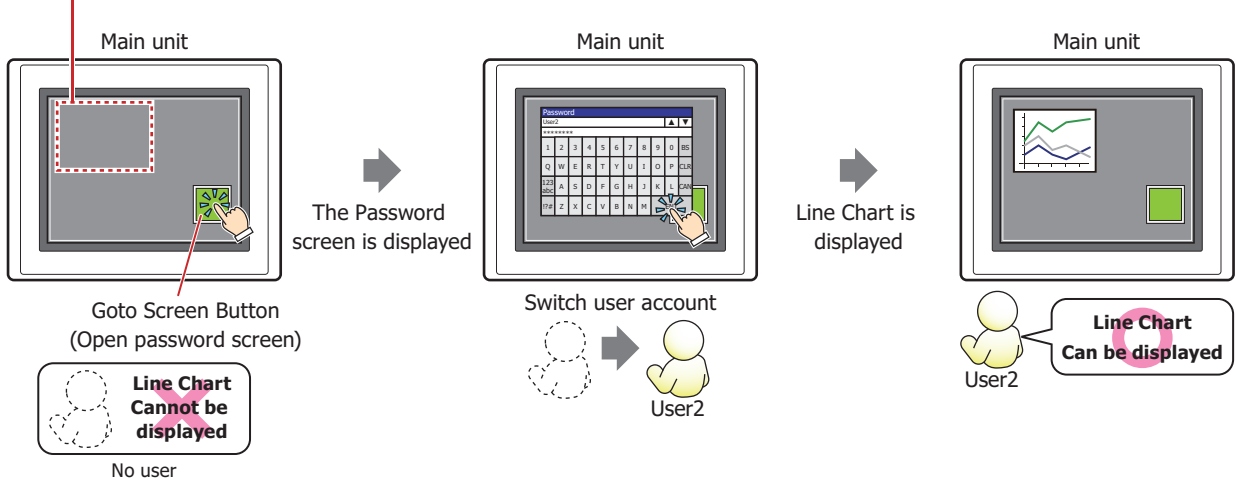 Main unit
Main unit
Main unit
Password
User2
▲ ▼
********
1 2 3 4 5 6 7 8 9 0 BS
Q W E R T Y U I O P CLR
123
abc A S D F G H J K L CAN
!?# Z X C V B N M
The Password
screen is displayed
Line Chart is
displayed
Goto Screen Button
(Open password screen)
Line Chart
Cannot be
displayed
No user
Switch user account
User2
User2
Line Chart
Can be displayed